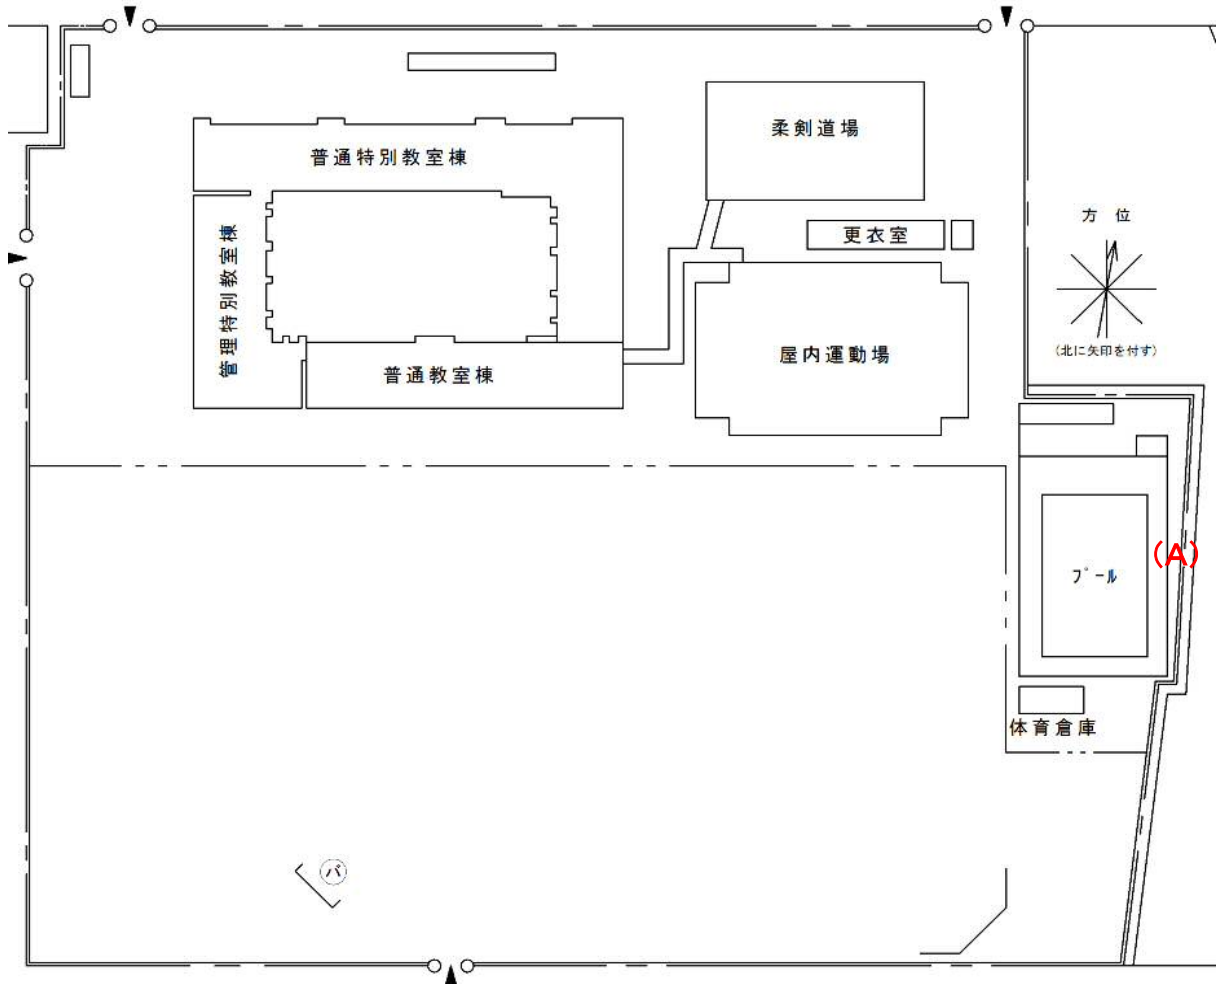 柔剣道場
普通特別教室棟
方位
更衣室
管理特別教室棟
屋内運動場
(北に矢印を付す)
普通教室棟
(A)
プール
体育倉庫
バ